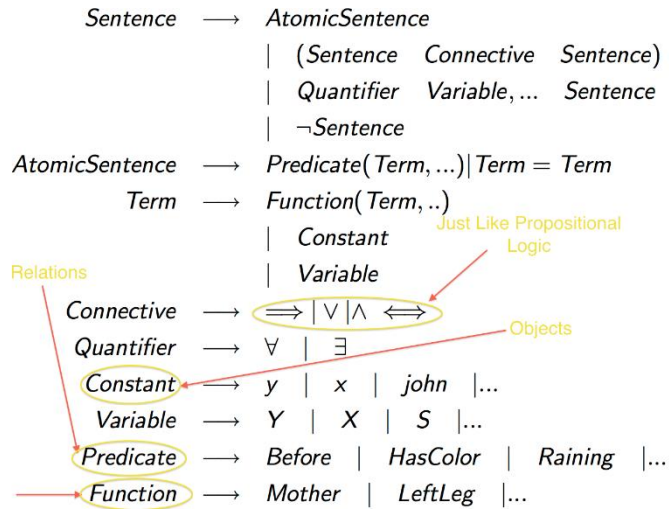 Sentence → AtomicSentence
| (Sentence Connective Sentence)
| Quantifier Variable,... Sentence
| ¬Sentence
AtomicSentence → Predicate(Term,...)|Term = Term
Term → Function(Term,..)
| Constant
| Variable
Just Like Propositional
Logic
Relations
Connective → ⟹ |∨|∧ ⟺
Objects
Quantifier → ∀ | ∃
Constant → y | x | john |...
Variable → Y | X | S |...
Predicate → Before | HasColor | Raining |...
Function → Mother | LeftLeg |...